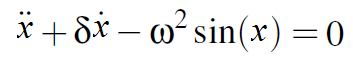 ẍ + δẋ − ω² sin(x) = 0